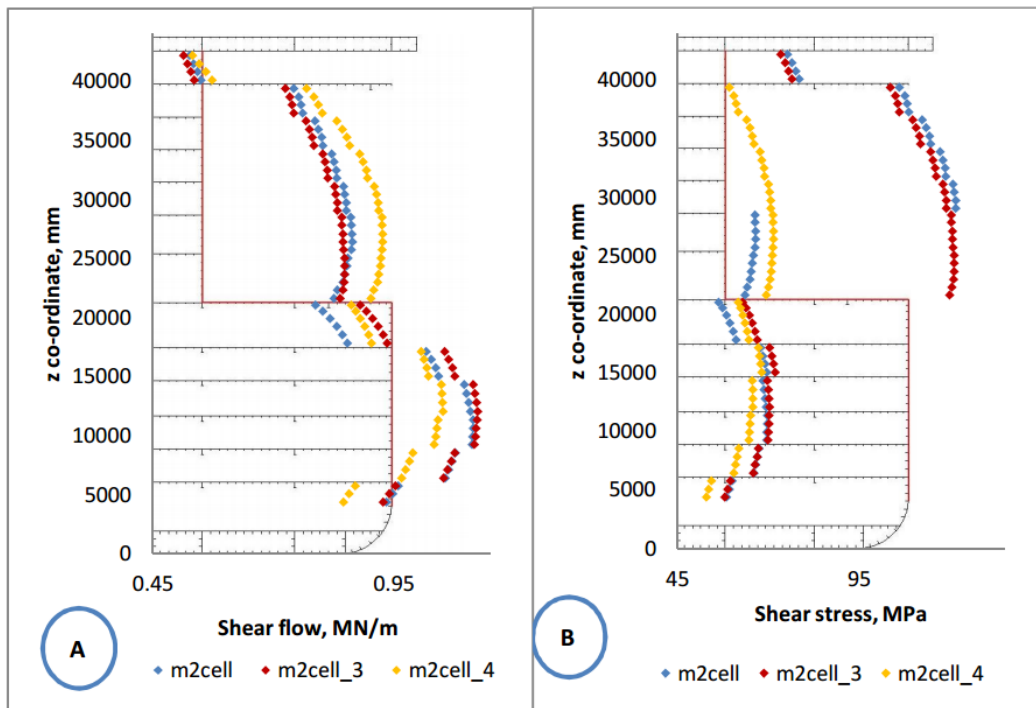 z co-ordinate, mm
40000
35000
30000
25000
20000
15000
10000
5000
0
0.45
0.95
Shear flow, MN/m
A
m2cell
m2cell_3
m2cell_4
z co-ordinate, mm
40000
35000
30000
25000
20000
15000
10000
5000
0
45
95
Shear stress, MPa
B
m2cell
m2cell_3
m2cell_4